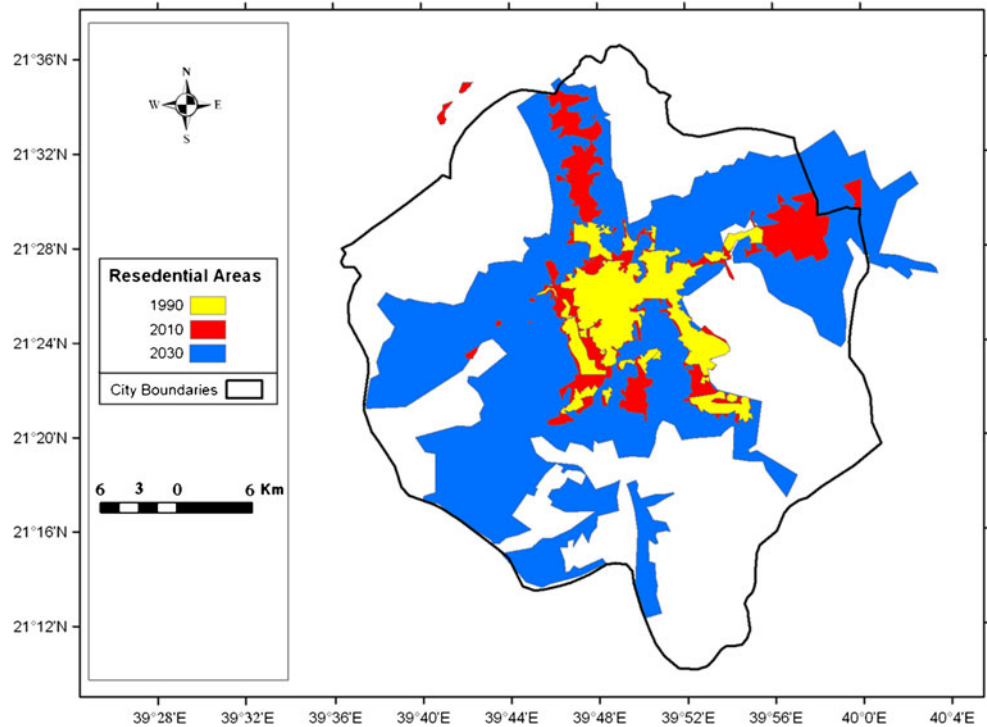 21°36'N
21°32'N
21°28'N
21°24'N
21°20'N
21°16'N
21°12'N
N
W E
S
Resedential Areas
1990
2010
2030
City Boundaries
6 3 0 6 Km
39°28'E 39°32'E 39°36'E 39°40'E 39°44'E 39°48'E 39°52'E 39°56'E 40°0'E 40°4'E